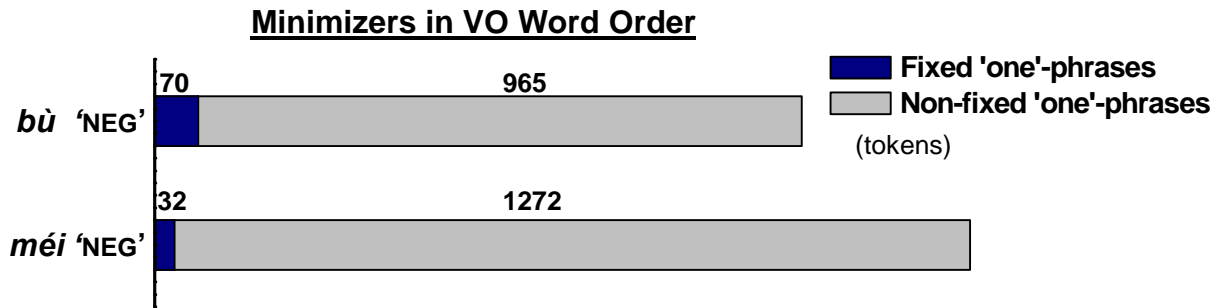 Minimizers in VO Word Order
Fixed 'one'-phrases
Non-fixed 'one'-phrases
(tokens)
bù ‘NEG’ 70 965
méi ‘NEG’ 32 1272